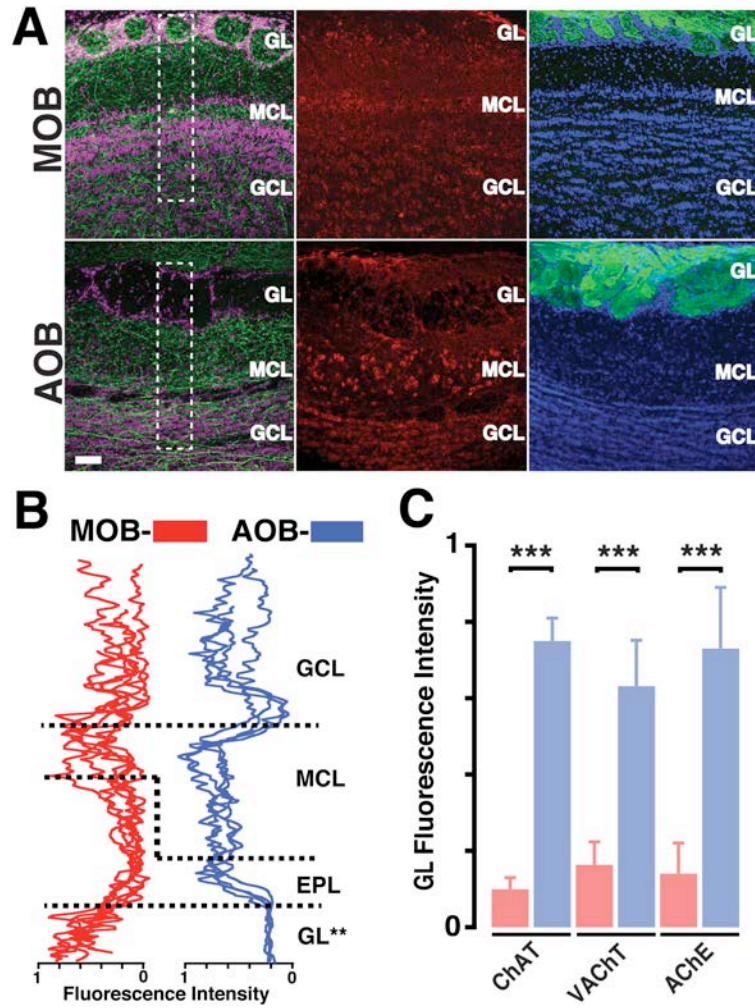 A
MOB
GL
MCL
GCL
GL
MCL
GCL
GL
MCL
GCL
AOB
GL
MCL
GCL
GL
MCL
GCL
GL
MCL
GCL
B
MOB-
AOB-
GCL
MCL
EPL
GL**
1
0
1
0
Fluorescence Intensity
C
1
***
***
***
GL Fluorescence Intensity
0
ChAT
VAChT
AChE